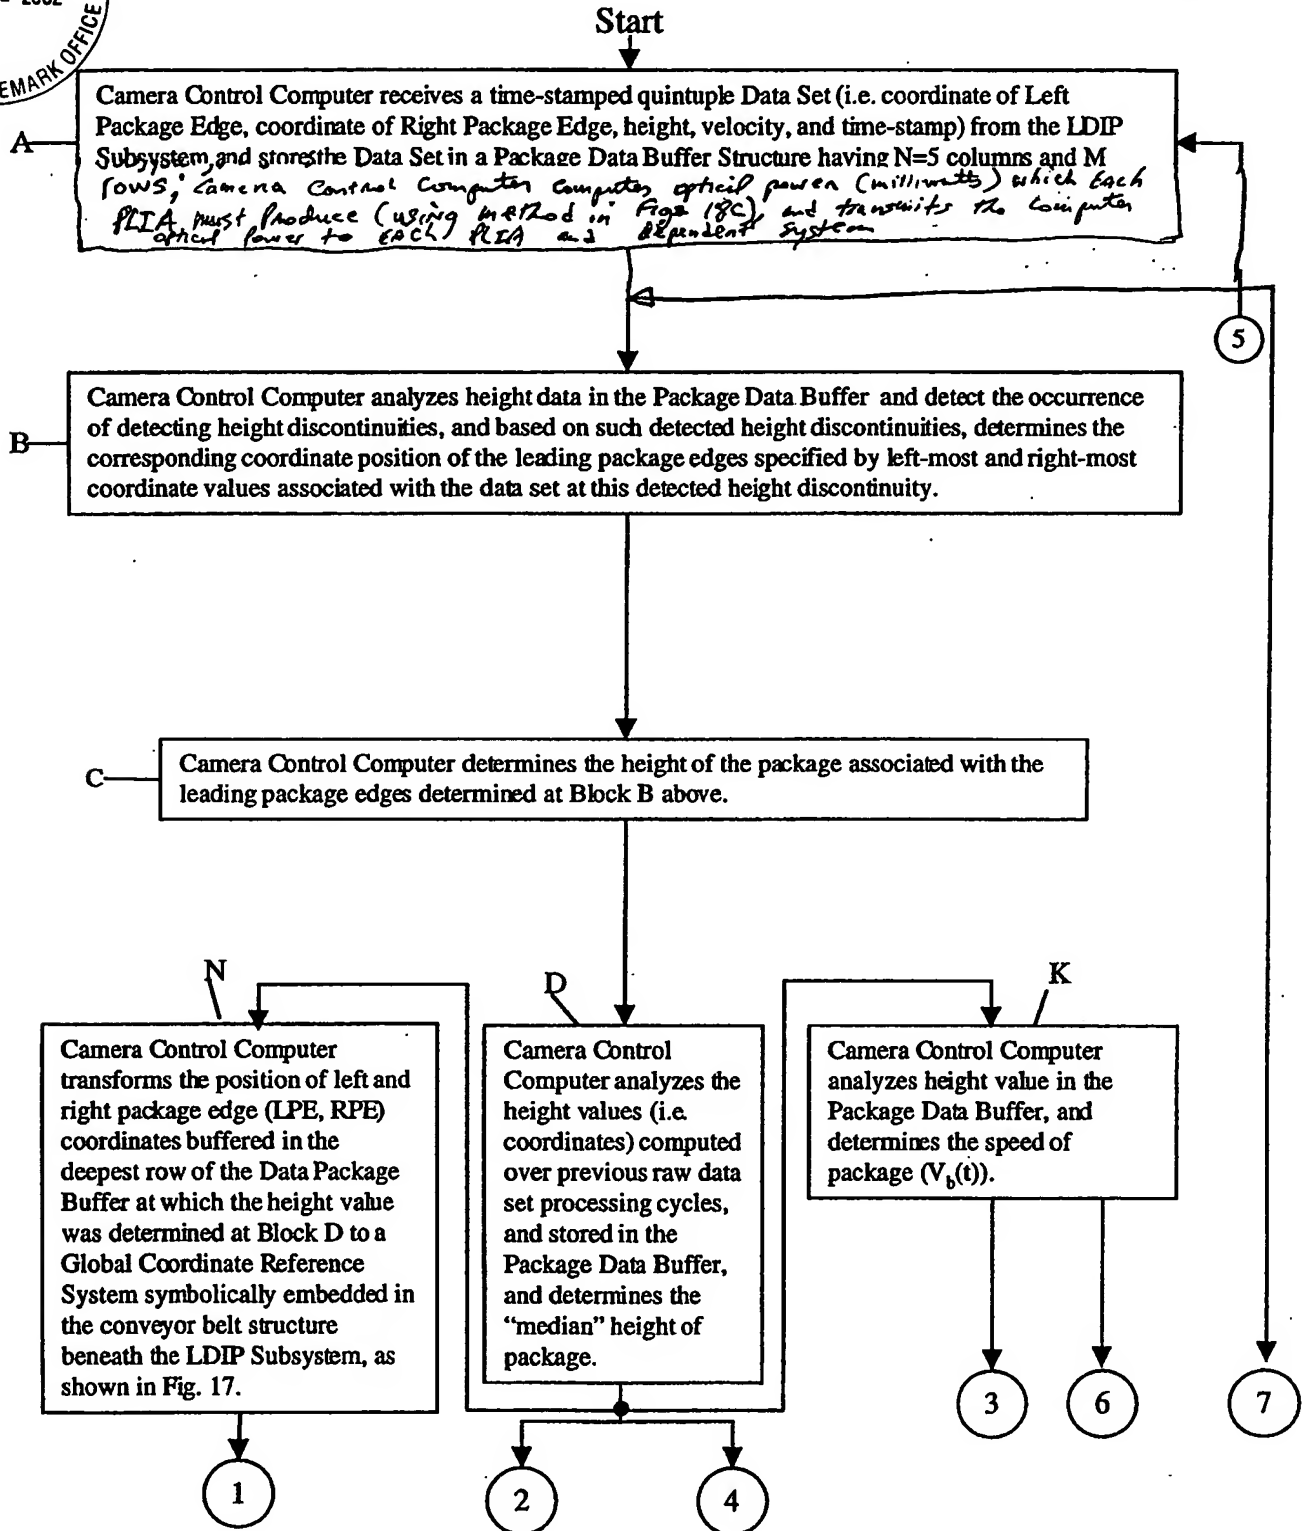 2002
EMARK OFFICE
Start
A
Camera Control Computer receives a time-stamped quintuple Data Set (i.e. coordinate of Left
Package Edge, coordinate of Right Package Edge, height, velocity, and time-stamp) from the LDIP
Subsystem, and storesthe Data Set in a Package Data Buffer Structure having N=5 columns and M
rows; Camera Control Computer computes optical power (milliwatts) which Each
PLIA must Produce (using method in Figs 18C) and transmits the computer
optical power to EACH PLIA and dependent system
5
B
Camera Control Computer analyzes height data in the Package Data Buffer and detect the occurrence
of detecting height discontinuities, and based on such detected height discontinuities, determines the
corresponding coordinate position of the leading package edges specified by left-most and right-most
coordinate values associated with the data set at this detected height discontinuity.
C
Camera Control Computer determines the height of the package associated with the
leading package edges determined at Block B above.
N
Camera Control Computer
transforms the position of left and
right package edge (LPE, RPE)
coordinates buffered in the
deepest row of the Data Package
Buffer at which the height value
was determined at Block D to a
Global Coordinate Reference
System symbolically embedded in
the conveyor belt structure
beneath the LDIP Subsystem, as
shown in Fig. 17.
D
Camera Control
Computer analyzes the
height values (i.e.
coordinates) computed
over previous raw data
set processing cycles,
and stored in the
Package Data Buffer,
and determines the
“median” height of
package.
K
Camera Control Computer
analyzes height value in the
Package Data Buffer, and
determines the speed of
package (V_b(t)).
3
6
7
1
2
4